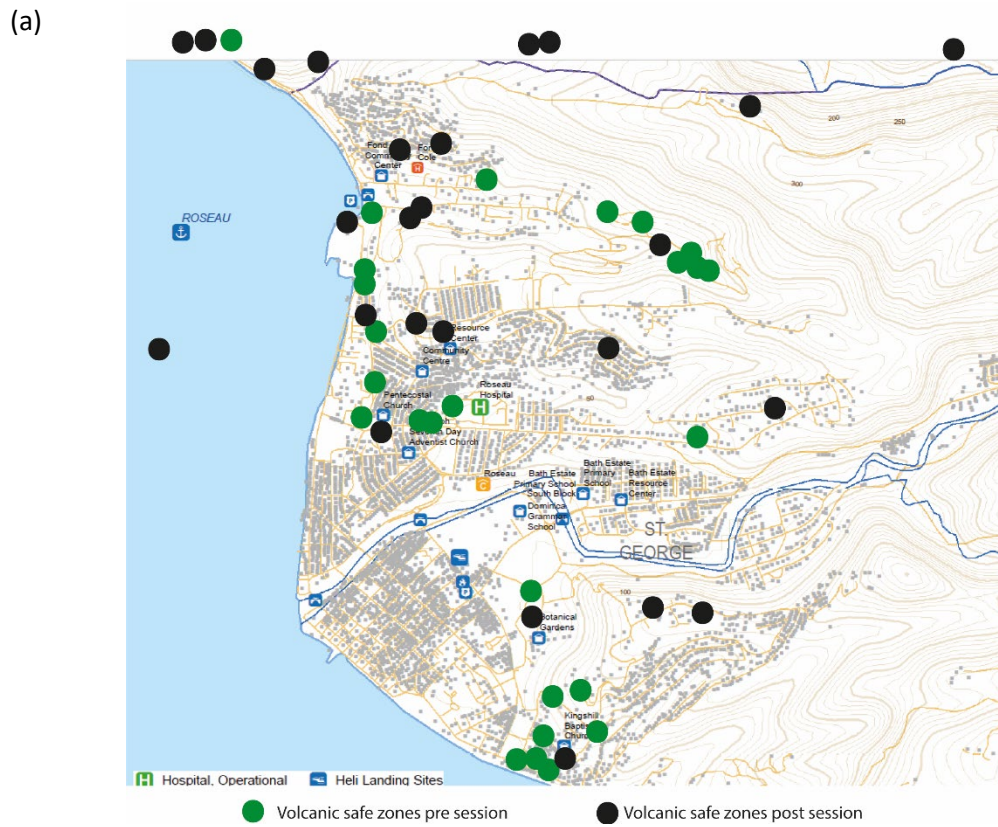 (a)
200
250
300
Fond
Community
Center
Fond
Cole
H
ROSEAU
Resource
Center
Community
Centre
Pentecostal
Church
Roseau
Hospital
H
50
Day
Adventist Church
Roseau
Bath Estate
Primary School
South Block
Bath Estate
Primary
School
Bath Estate
Resource
Center
Dominica
Grammar
School
ST.
GEORGE
100
Botanical
Gardens
Kingshill
Baptist
Church
H Hospital, Operational Heli Landing Sites
Volcanic safe zones pre session Volcanic safe zones post session